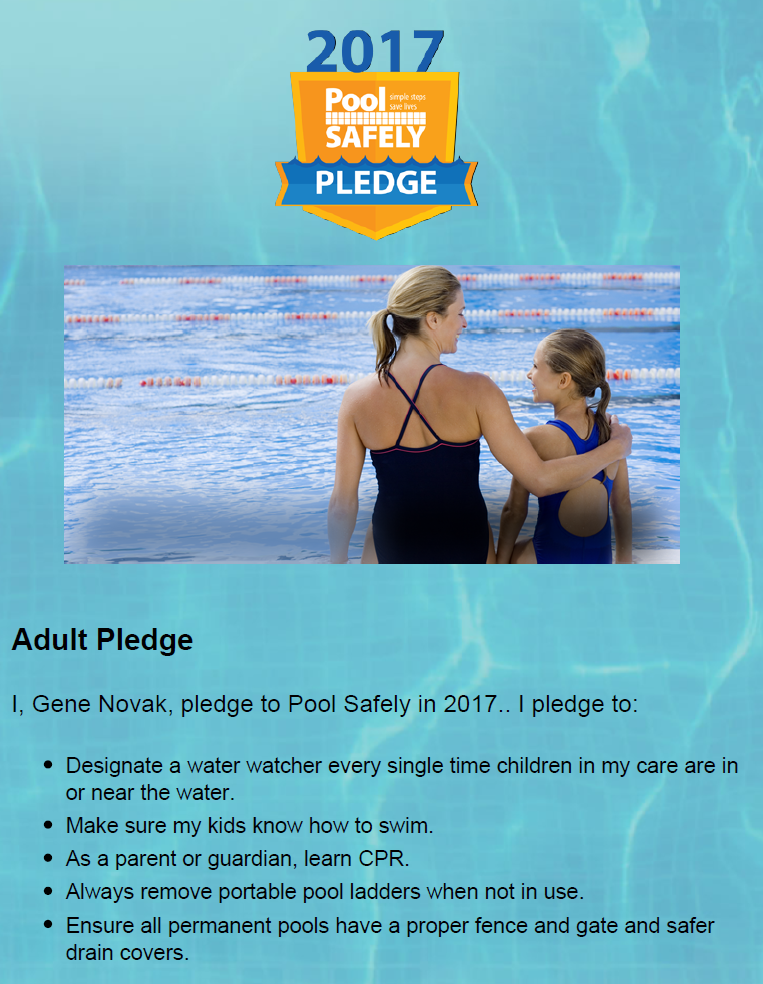 2017
Pool simple steps
save lives
SAFELY
PLEDGE
Adult Pledge
I, Gene Novak, pledge to Pool Safely in 2017.. I pledge to:
• Designate a water watcher every single time children in my care are in
or near the water.
• Make sure my kids know how to swim.
• As a parent or guardian, learn CPR.
• Always remove portable pool ladders when not in use.
• Ensure all permanent pools have a proper fence and gate and safer
drain covers.